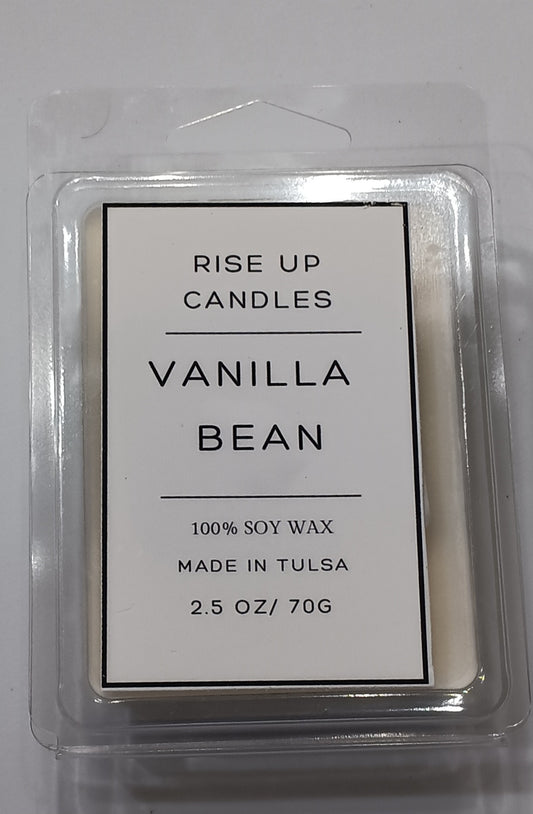 RISE UP
CANDLES
VANILLA
BEAN
100% SOY WAX
MADE IN TULSA
2.5 OZ/ 70G